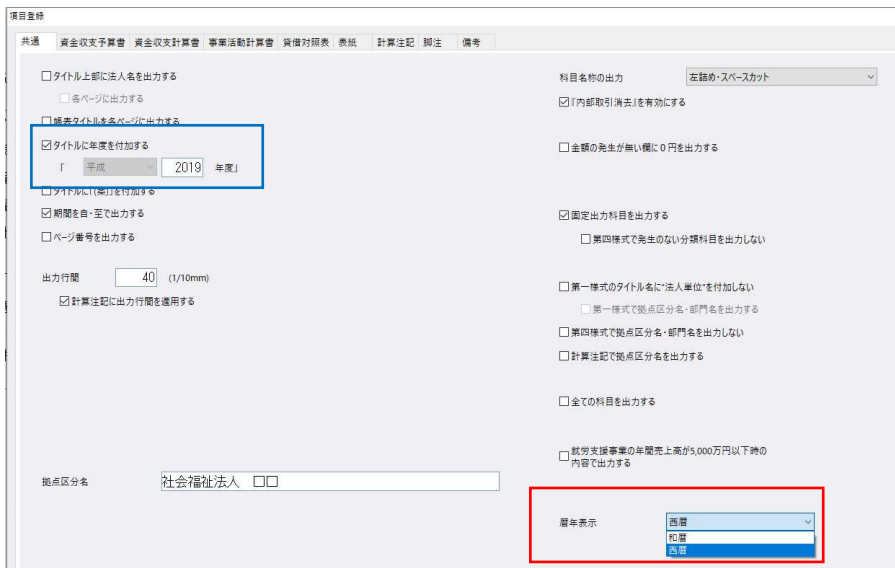 項目登録
共通 資金収支予算書 資金収支計算書 事業活動計算書 貸借対照表 表紙 計算注記 脚注 備考
タイトル上部に法人名を出力する
各ページに出力する
帳表タイトルを各ページに出力する
タイトルに年度を付加する
「 平成 2019 年度」
タイトルに「(案)」を付加する
期間を自・至で出力する
ページ番号を出力する
出力行間 40 (1/10mm)
計算注記に出力行間を適用する
拠点区分名 社会福祉法人 □□
科目名称の出力 左詰め・スペースカット
『内部取引消去』を有効にする
金額の発生が無い欄に0円を出力する
固定出力科目を出力する
第四様式で発生のない分類科目を出力しない
第一様式のタイトル名に"法人単位"を付加しない
第一様式で拠点区分名・部門名を出力する
第四様式で拠点区分名・部門名を出力しない
計算注記で拠点区分名を出力する
全ての科目を出力する
就労支援事業の年間売上高が5,000万円以下時の
内容で出力する
暦年表示 西暦
和暦
西暦